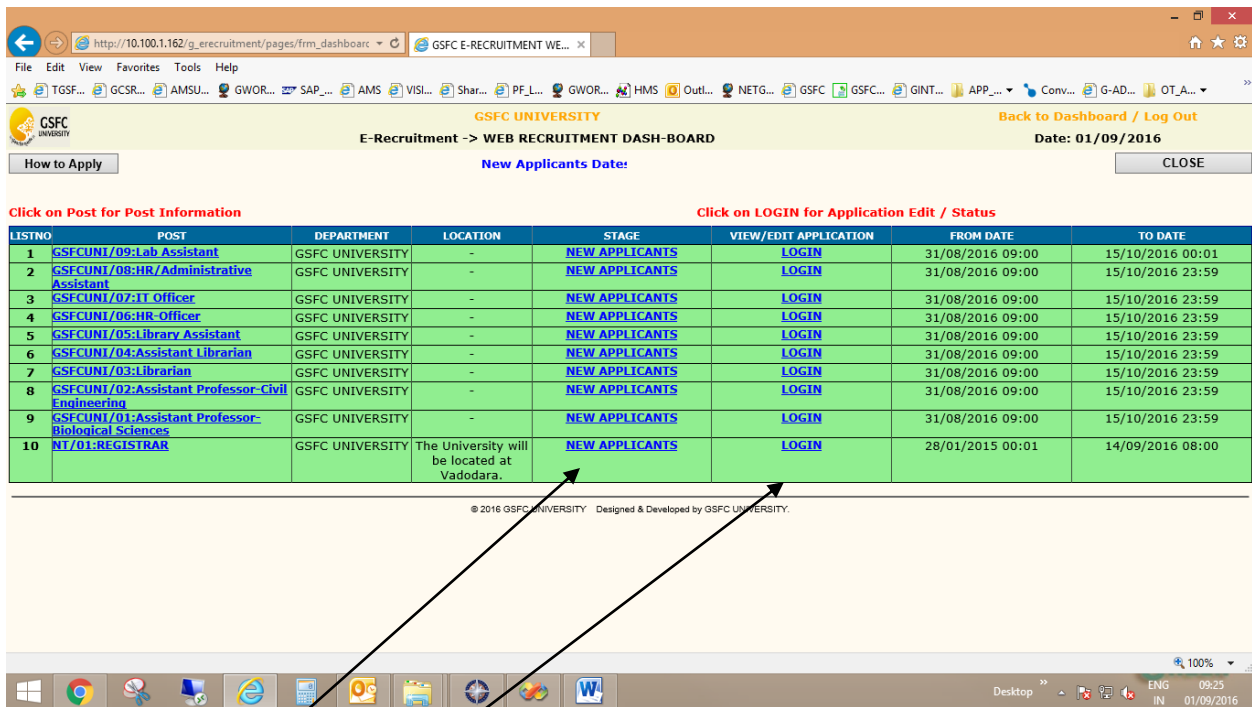 http://10.100.1.162/g_erecruitment/pages/frm_dashboarc
GSFC E-RECRUITMENT WE...
File Edit View Favorites Tools Help
TGSF... GCSR... AMSU... GWOR... SAP_... AMS VISI... Shar... PF_L... GWOR... HMS Outl... NETG... GSFC GSFC... GINT... APP_... Conv... G-AD... OT_A...
GSFC UNIVERSITY
GSFC UNIVERSITY
Back to Dashboard / Log Out
E-Recruitment -> WEB RECRUITMENT DASH-BOARD
Date: 01/09/2016
How to Apply
New Applicants Date:
CLOSE
Click on Post for Post Information
Click on LOGIN for Application Edit / Status
LISTNO POST DEPARTMENT LOCATION STAGE VIEW/EDIT APPLICATION FROM DATE TO DATE
1 GSFCUNI/09:Lab Assistant GSFC UNIVERSITY - NEW APPLICANTS LOGIN 31/08/2016 09:00 15/10/2016 00:01
2 GSFCUNI/08:HR/Administrative GSFC UNIVERSITY - NEW APPLICANTS LOGIN 31/08/2016 09:00 15/10/2016 23:59
Assistant
3 GSFCUNI/07:IT Officer GSFC UNIVERSITY - NEW APPLICANTS LOGIN 31/08/2016 09:00 15/10/2016 23:59
4 GSFCUNI/06:HR-Officer GSFC UNIVERSITY - NEW APPLICANTS LOGIN 31/08/2016 09:00 15/10/2016 23:59
5 GSFCUNI/05:Library Assistant GSFC UNIVERSITY - NEW APPLICANTS LOGIN 31/08/2016 09:00 15/10/2016 23:59
6 GSFCUNI/04:Assistant Librarian GSFC UNIVERSITY - NEW APPLICANTS LOGIN 31/08/2016 09:00 15/10/2016 23:59
7 GSFCUNI/03:Librarian GSFC UNIVERSITY - NEW APPLICANTS LOGIN 31/08/2016 09:00 15/10/2016 23:59
8 GSFCUNI/02:Assistant Professor-Civil GSFC UNIVERSITY - NEW APPLICANTS LOGIN 31/08/2016 09:00 15/10/2016 23:59
Engineering
9 GSFCUNI/01:Assistant Professor- GSFC UNIVERSITY - NEW APPLICANTS LOGIN 31/08/2016 09:00 15/10/2016 23:59
Biological Sciences
10 NT/01:REGISTRAR GSFC UNIVERSITY The University will NEW APPLICANTS LOGIN 28/01/2015 00:01 14/09/2016 08:00
be located at
Vadodara.
© 2016 GSFC UNIVERSITY Designed & Developed by GSFC UNIVERSITY.
100%
Desktop
ENG 09:25
IN 01/09/2016